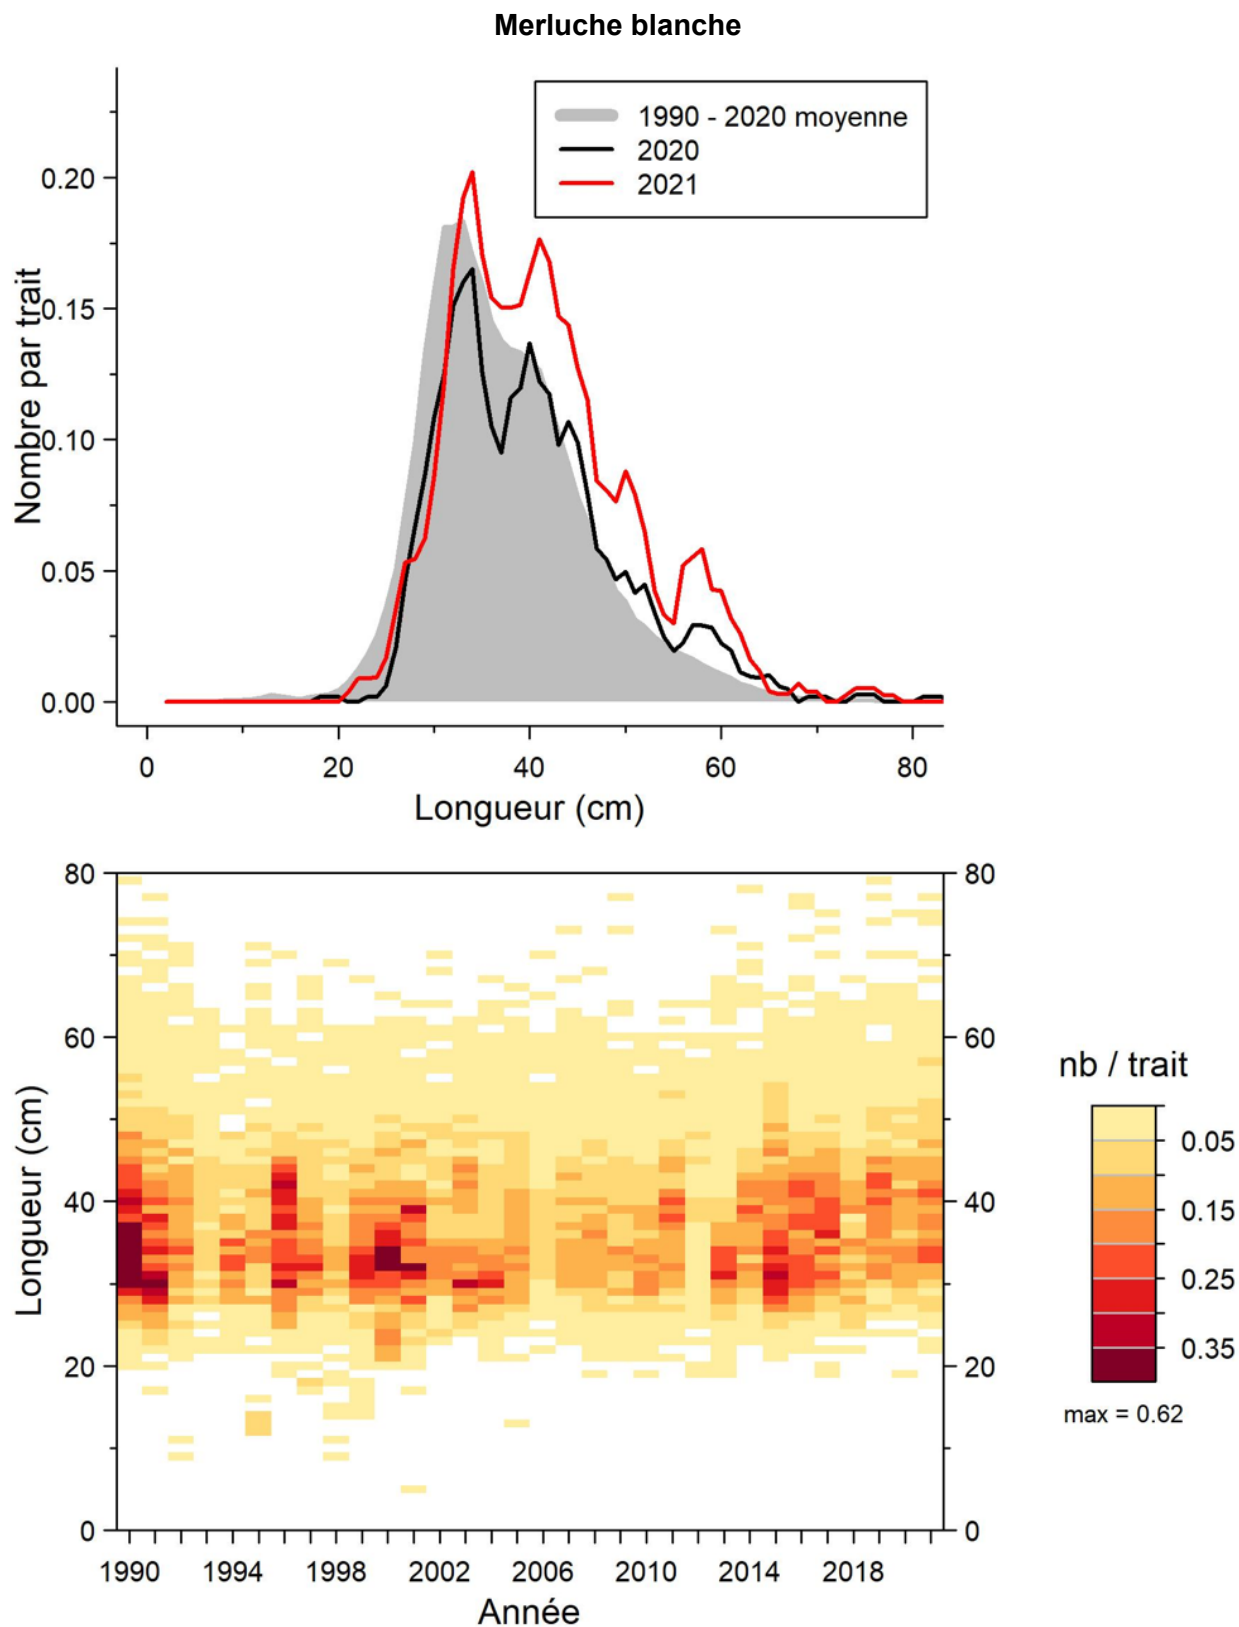 Merluche blanche
1990 - 2020 moyenne
2020
2021
Nombre par trait
0.20
0.15
0.10
0.05
0.00
0 20 40 60 80
Longueur (cm)
Longueur (cm)
80 80
60 60
40 40
20 20
0 0
1990 1994 1998 2002 2006 2010 2014 2018
Année
nb / trait
0.05
0.15
0.25
0.35
max = 0.62